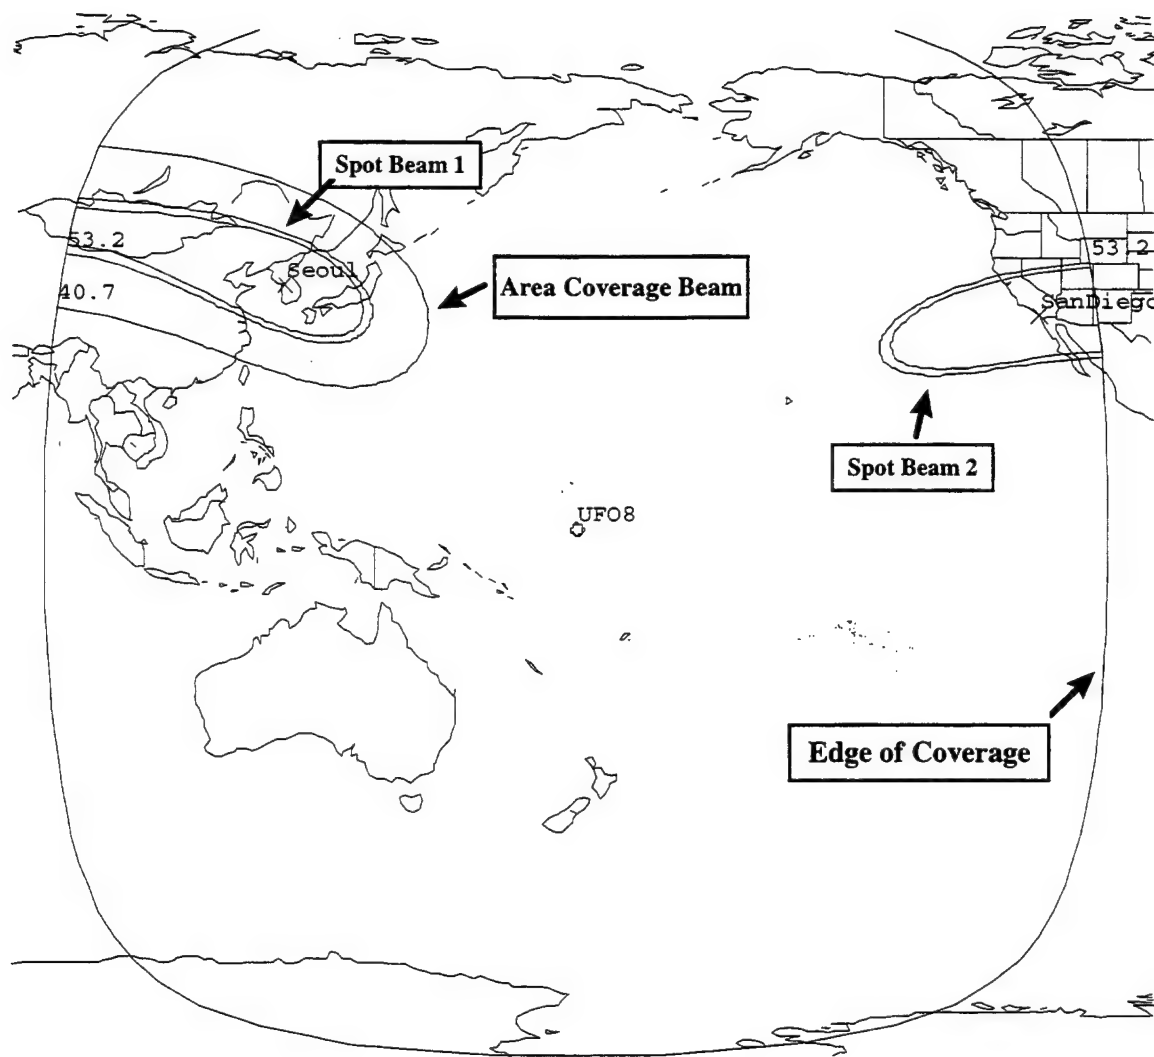 Spot Beam 1
53.2
Seoul
53.2
40.7
Area Coverage Beam
SanDiego
Spot Beam 2
UFO8
Edge of Coverage